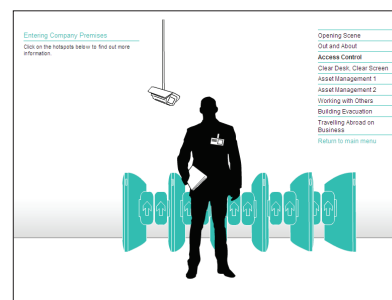 Entering Company Premises
Click on the hotspots below to find out more
information.
Opening Scene
Out and About
Access Control
Clear Desk, Clear Screen
Asset Management 1
Asset Management 2
Working with Others
Building Evacuation
Travelling Abroad on
Business
Return to main menu